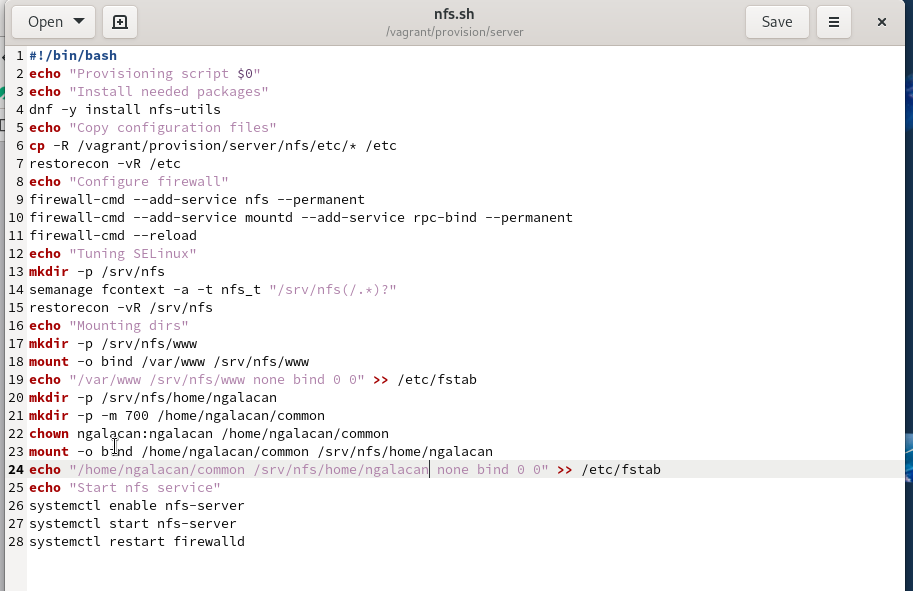 Open
nfs.sh
/vagrant/provision/server
Save
1 #!/bin/bash
2 echo "Provisioning script $0"
3 echo "Install needed packages"
4 dnf -y install nfs-utils
5 echo "Copy configuration files"
6 cp -R /vagrant/provision/server/nfs/etc/* /etc
7 restorecon -vR /etc
8 echo "Configure firewall"
9 firewall-cmd --add-service nfs --permanent
10 firewall-cmd --add-service mountd --add-service rpc-bind --permanent
11 firewall-cmd --reload
12 echo "Tuning SELinux"
13 mkdir -p /srv/nfs
14 semanage fcontext -a -t nfs_t "/srv/nfs(/.*)?"
15 restorecon -vR /srv/nfs
16 echo "Mounting dirs"
17 mkdir -p /srv/nfs/www
18 mount -o bind /var/www /srv/nfs/www
19 echo "/var/www /srv/nfs/www none bind 0 0" >> /etc/fstab
20 mkdir -p /srv/nfs/home/ngalacan
21 mkdir -p -m 700 /home/ngalacan/common
22 chown ngalacan:ngalacan /home/ngalacan/common
23 mount -o bind /home/ngalacan/common /srv/nfs/home/ngalacan
24 echo "/home/ngalacan/common /srv/nfs/home/ngalacan none bind 0 0" >> /etc/fstab
25 echo "Start nfs service"
26 systemctl enable nfs-server
27 systemctl start nfs-server
28 systemctl restart firewalld